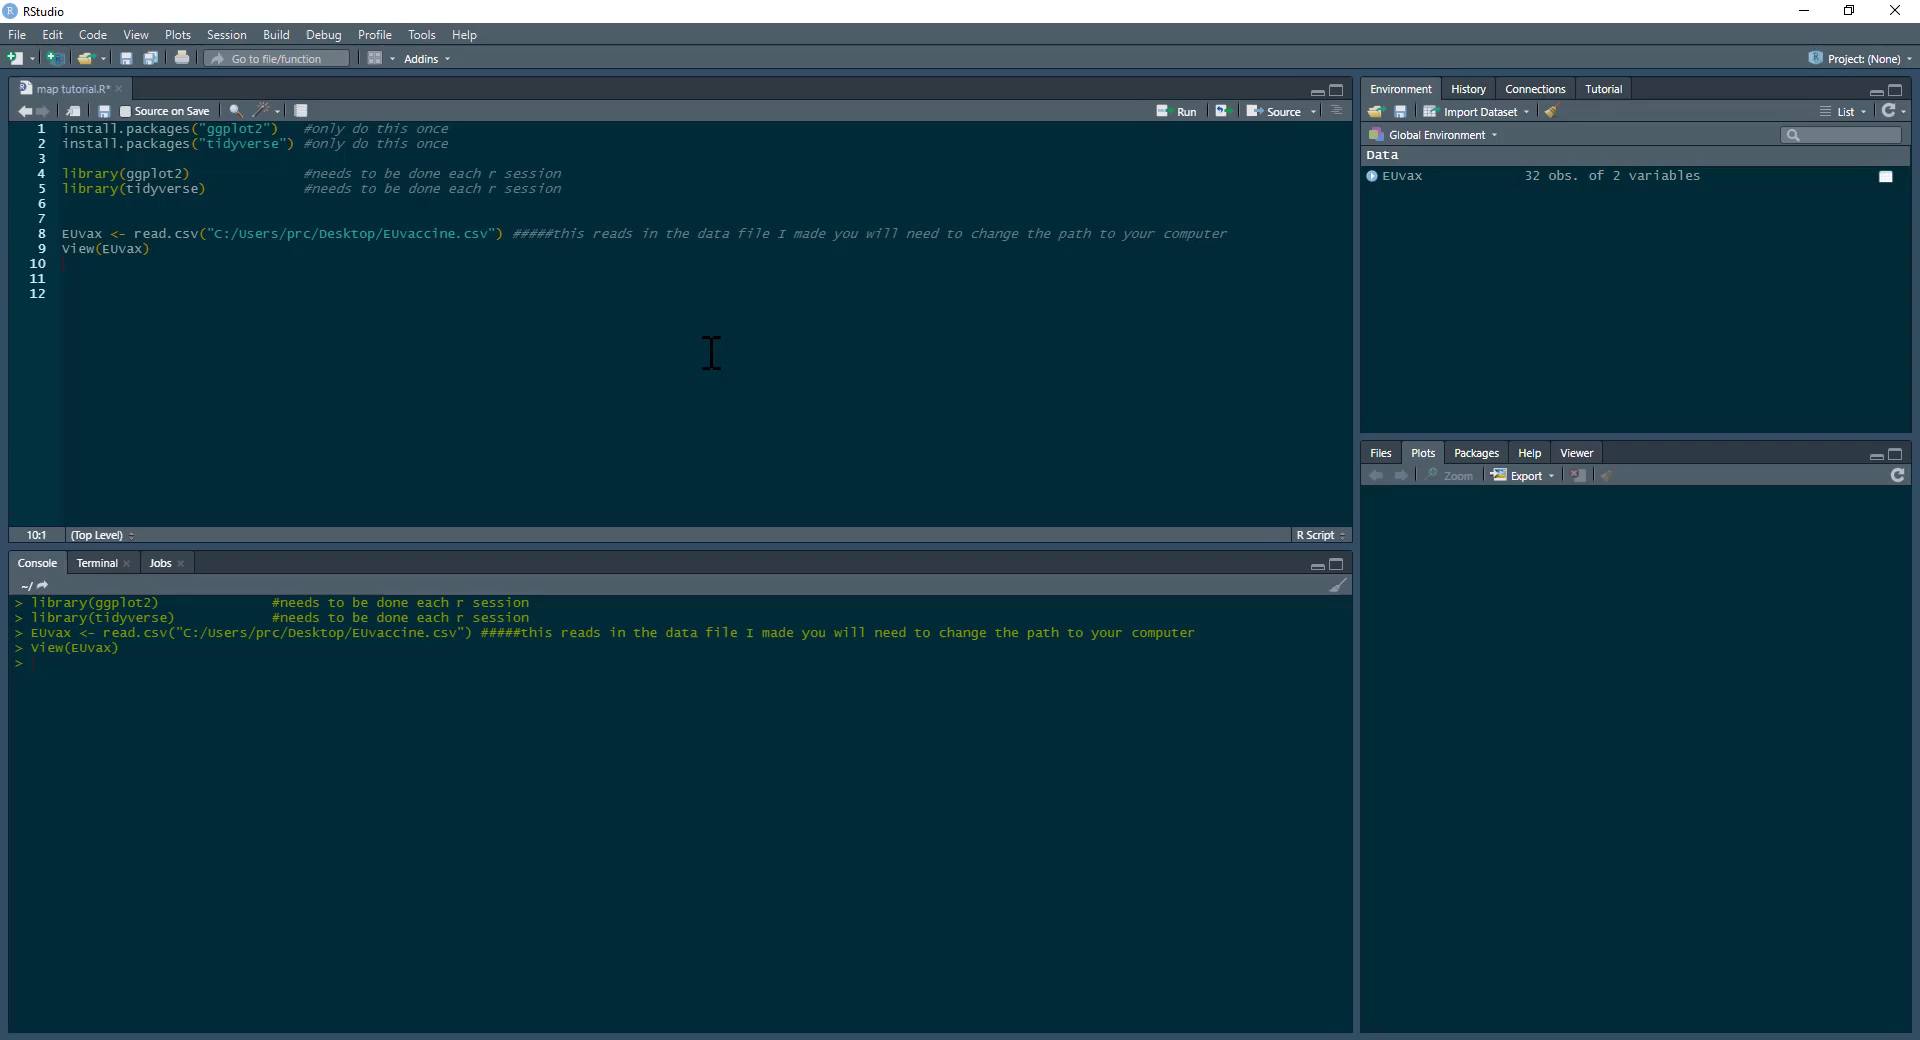 RStudio
File Edit Code View Plots Session Build Debug Profile Tools Help
Go to file/function Addins Project: (None)
map tutorial.R*
Source on Save Run Source
1 install.packages("ggplot2") #only do this once
2 install.packages("tidyverse") #only do this once
3
4 library(ggplot2) #needs to be done each r session
5 library(tidyverse) #needs to be done each r session
6
7
8 EUvax <- read.csv("C:/Users/prc/Desktop/EUvaccine.csv") #####this reads in the data file I made you will need to change the path to your computer
9 View(EUvax)
10
11
12
10:1 (Top Level) R Script
Console Terminal Jobs
~/
> library(ggplot2) #needs to be done each r session
> library(tidyverse) #needs to be done each r session
> EUvax <- read.csv("C:/Users/prc/Desktop/EUvaccine.csv") #####this reads in the data file I made you will need to change the path to your computer
> View(EUvax)
>
Environment History Connections Tutorial
Import Dataset List
Global Environment
Data
EUvax 32 obs. of 2 variables
Files Plots Packages Help Viewer
Zoom Export